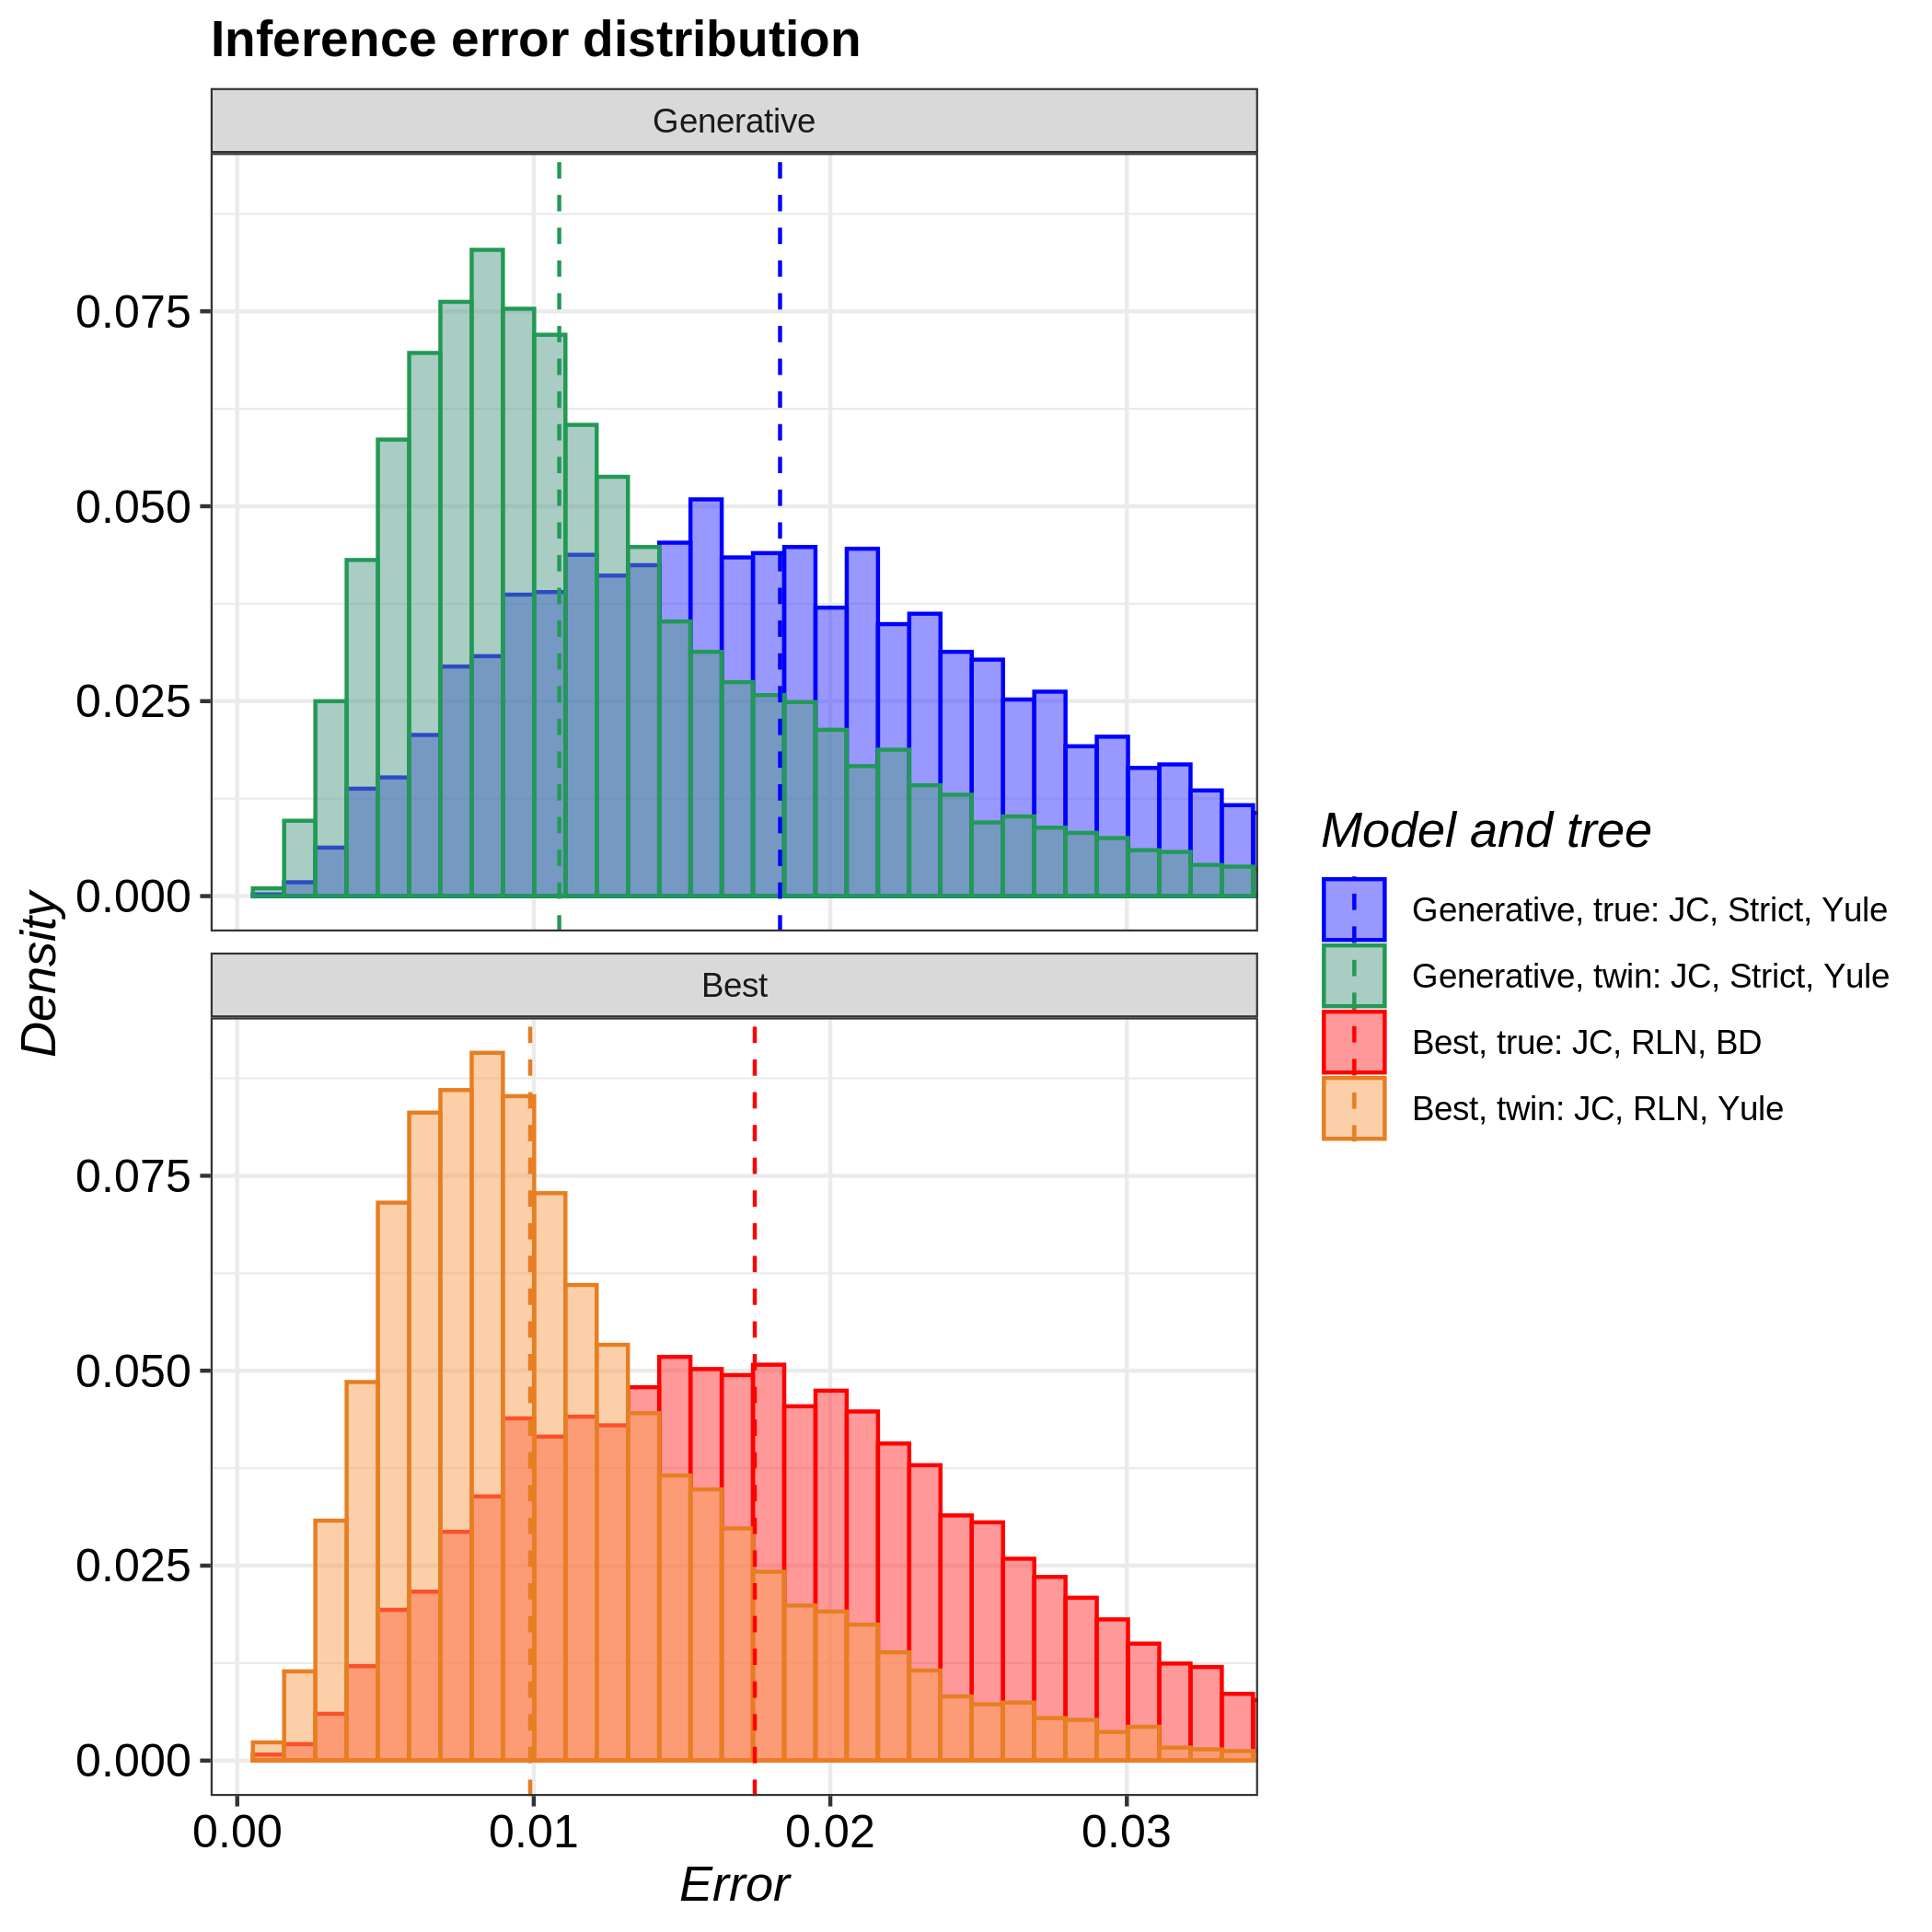 Inference error distribution
Generative
0.075
0.050
0.025
0.000
Best
0.075
0.050
0.025
0.000
0.00 0.01 0.02 0.03
Error
Density
Model and tree
Generative, true: JC, Strict, Yule
Generative, twin: JC, Strict, Yule
Best, true: JC, RLN, BD
Best, twin: JC, RLN, Yule